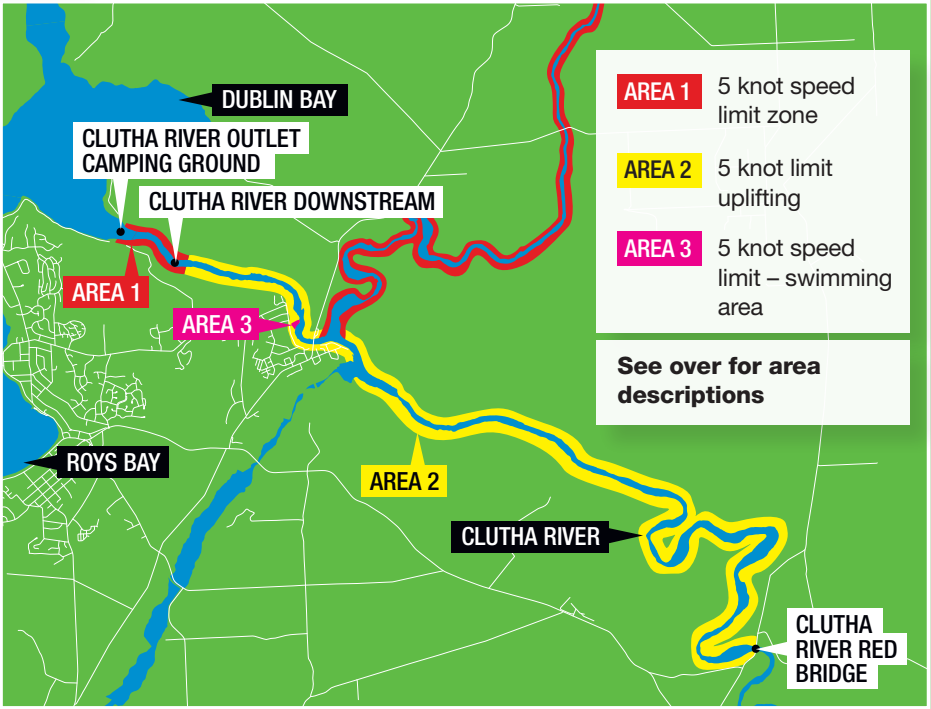 DUBLIN BAY
CLUTHA RIVER OUTLET
CAMPING GROUND
CLUTHA RIVER DOWNSTREAM
AREA 1
AREA 3
ROYS BAY
AREA 2
CLUTHA RIVER
CLUTHA
RIVER RED
BRIDGE
AREA 1 5 knot speed
limit zone
AREA 2 5 knot limit
uplifting
AREA 3 5 knot speed
limit – swimming
area
See over for area
descriptions